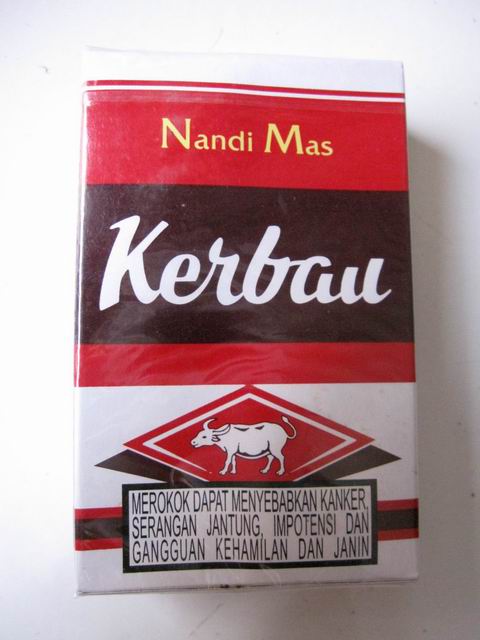 Nandi Mas
Kerbau
MEROKOK DAPAT MENYEBABKAN KANKER,
SERANGAN JANTUNG, IMPOTENSI DAN
GANGGUAN KEHAMILAN DAN JANIN